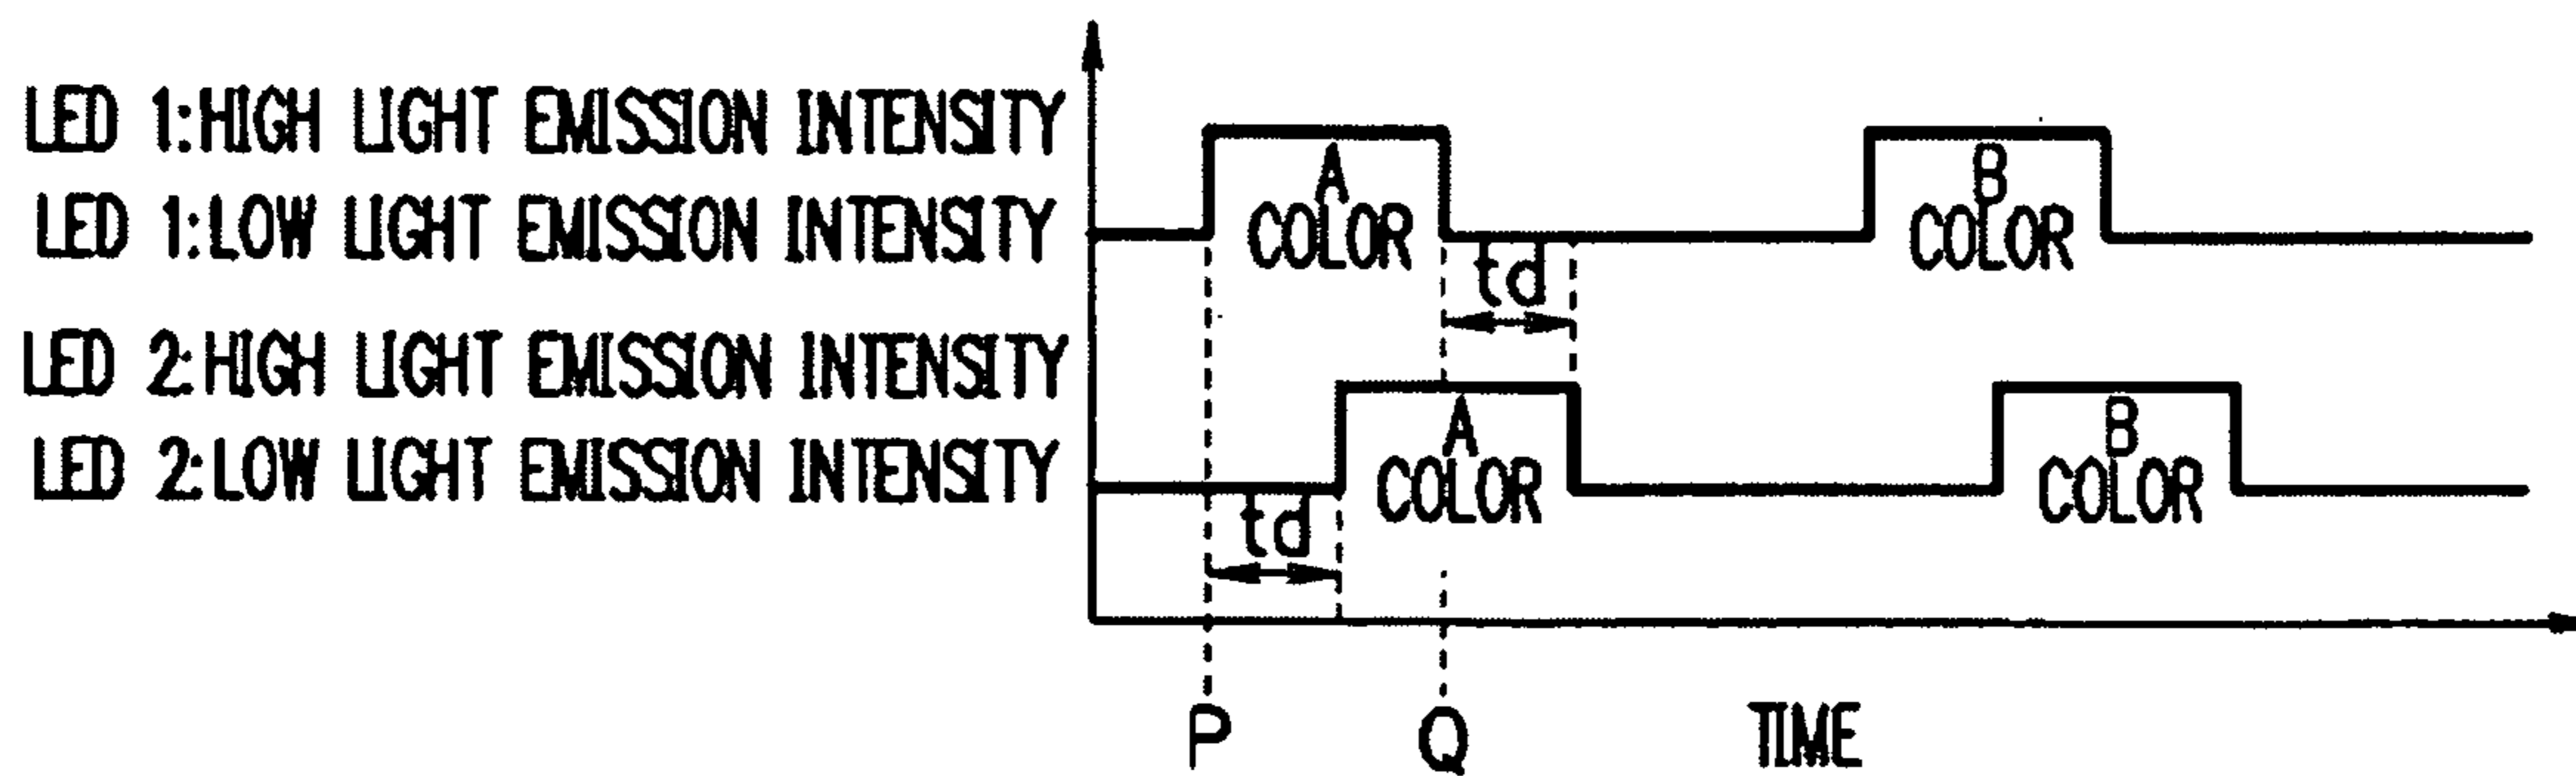 LED 1:HIGH LIGHT EMISSION INTENSITY
LED 1:LOW LIGHT EMISSION INTENSITY
LED 2:HIGH LIGHT EMISSION INTENSITY
LED 2:LOW LIGHT EMISSION INTENSITY
A
COLOR
B
COLOR
td
A
COLOR
B
COLOR
td
P
Q
TIME